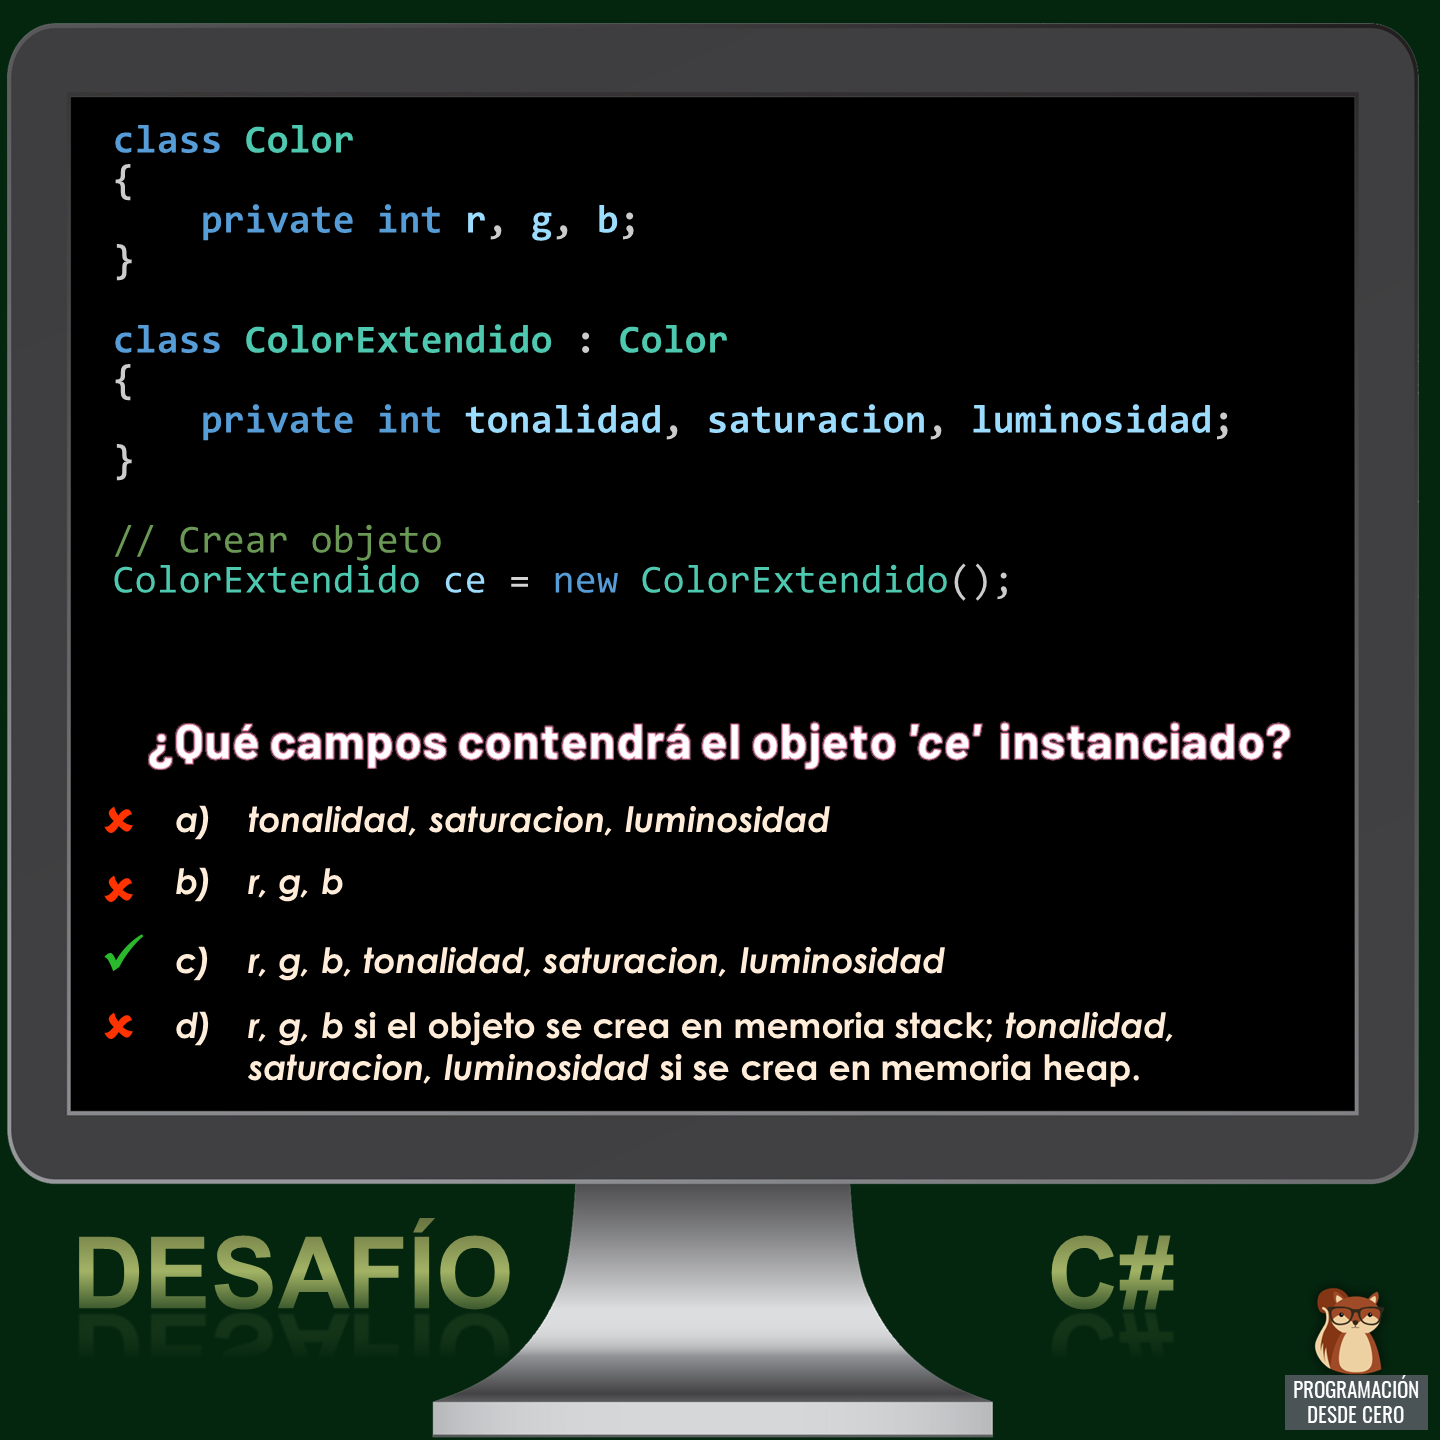 class Color
{
    private int r, g, b;
}
class ColorExtendido : Color
{
    private int tonalidad, saturacion, luminosidad;
}
// Crear objeto
ColorExtendido ce = new ColorExtendido();
¿Qué campos contendrá el objeto 'ce' instanciado?
✘ a) tonalidad, saturacion, luminosidad
✘ b) r, g, b
✓ c) r, g, b, tonalidad, saturacion, luminosidad
✘ d) r, g, b si el objeto se crea en memoria stack; tonalidad,
saturacion, luminosidad si se crea en memoria heap.
DESAFÍO C#
PROGRAMACIÓN
DESDE CERO